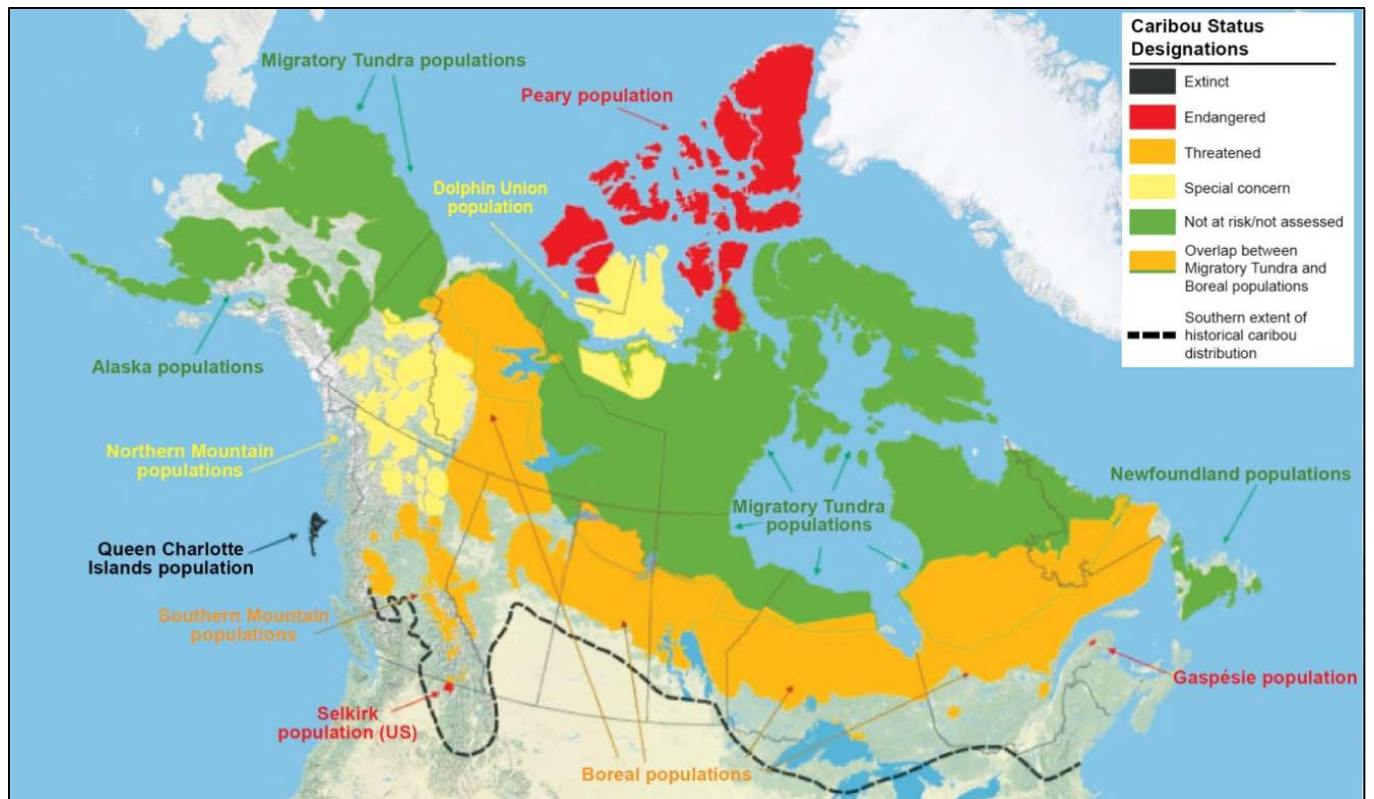 Caribou Status
Designations
Extinct
Endangered
Threatened
Special concern
Not at risk/not assessed
Overlap between
Migratory Tundra and
Boreal populations
Southern extent of
historical caribou
distribution
Migratory Tundra populations
Peary population
Dolphin Union
population
Alaska populations
Northern Mountain
populations
Newfoundland populations
Migratory Tundra
populations
Queen Charlotte
Islands population
Southern Mountain
populations
Gaspésie population
Selkirk
population (US)
Boreal populations